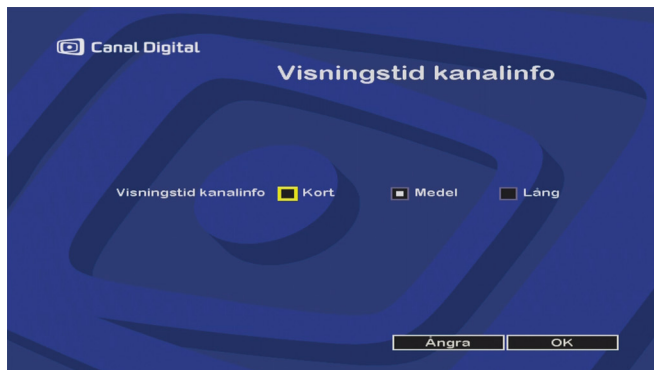 Canal Digital
Visningstid kanalinfo
Visningstid kanalinfo Kort Medel Lång
Ångra OK